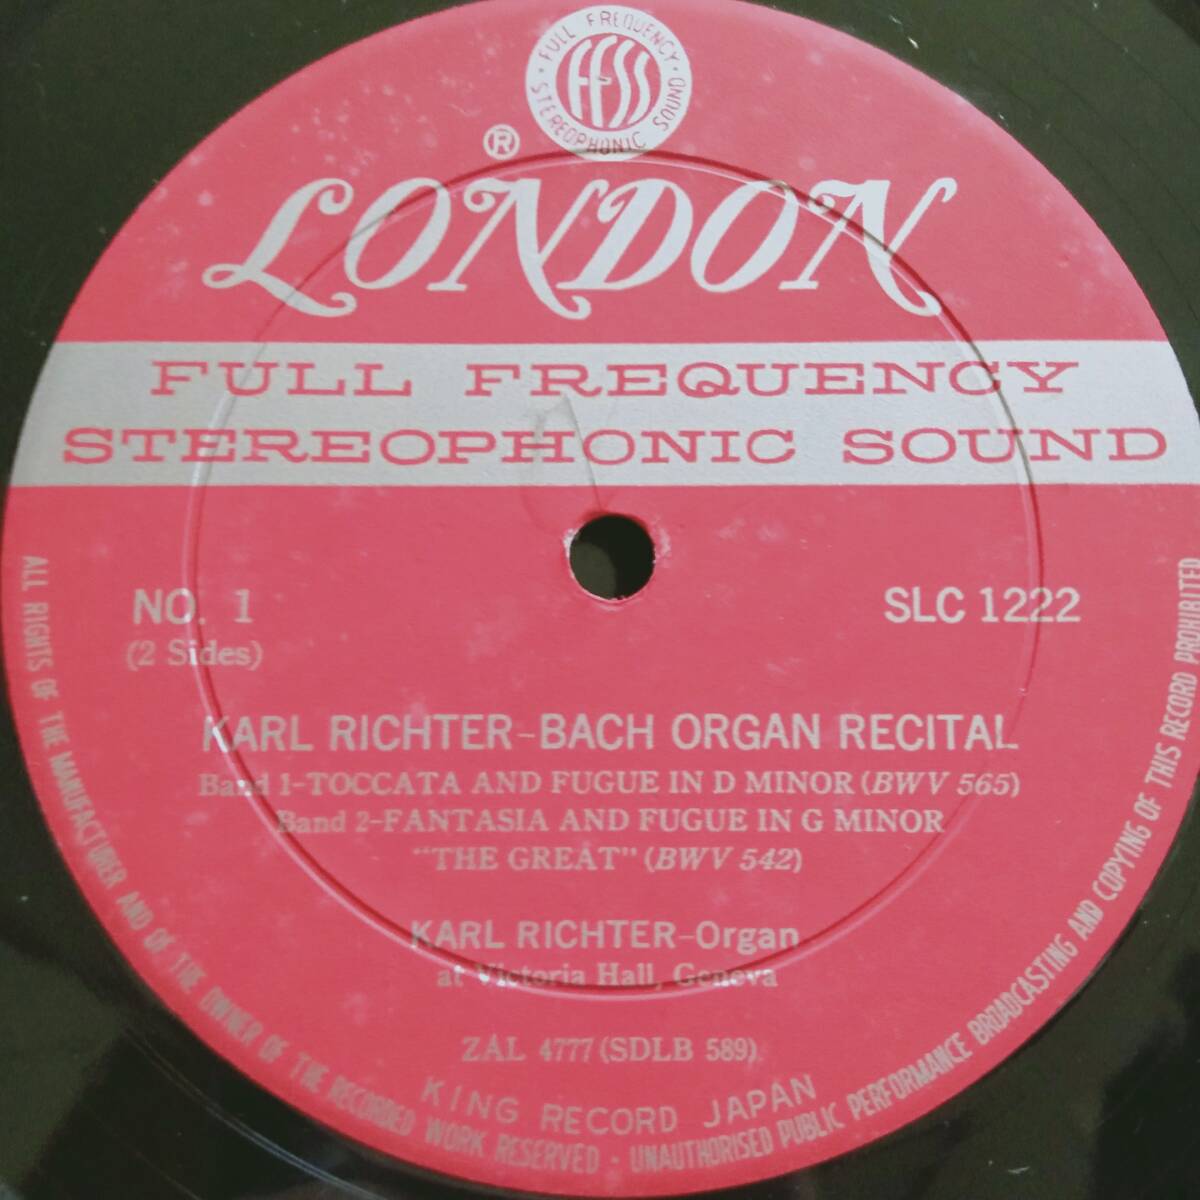 · FULL FREQUENCY · STEREOPHONIC SOUND
FFSS
®
LONDON
FULL FREQUENCY
STEREOPHONIC SOUND
NO. 1
(2 Sides)
SLC 1222
KARL RICHTER–BACH ORGAN RECITAL
Band 1-TOCCATA AND FUGUE IN D MINOR (BWV 565)
Band 2-FANTASIA AND FUGUE IN G MINOR
"THE GREAT" (BWV 542)
KARL RICHTER–Organ
at Victoria Hall, Geneva
ZAL 4777 (SDLB 589)
KING RECORD JAPAN
ALL RIGHTS OF THE MANUFACTURER AND OF THE OWNER OF THE RECORDED WORK RESERVED · UNAUTHORISED PUBLIC PERFORMANCE BROADCASTING AND COPYING OF THIS RECORD PROHIBITED